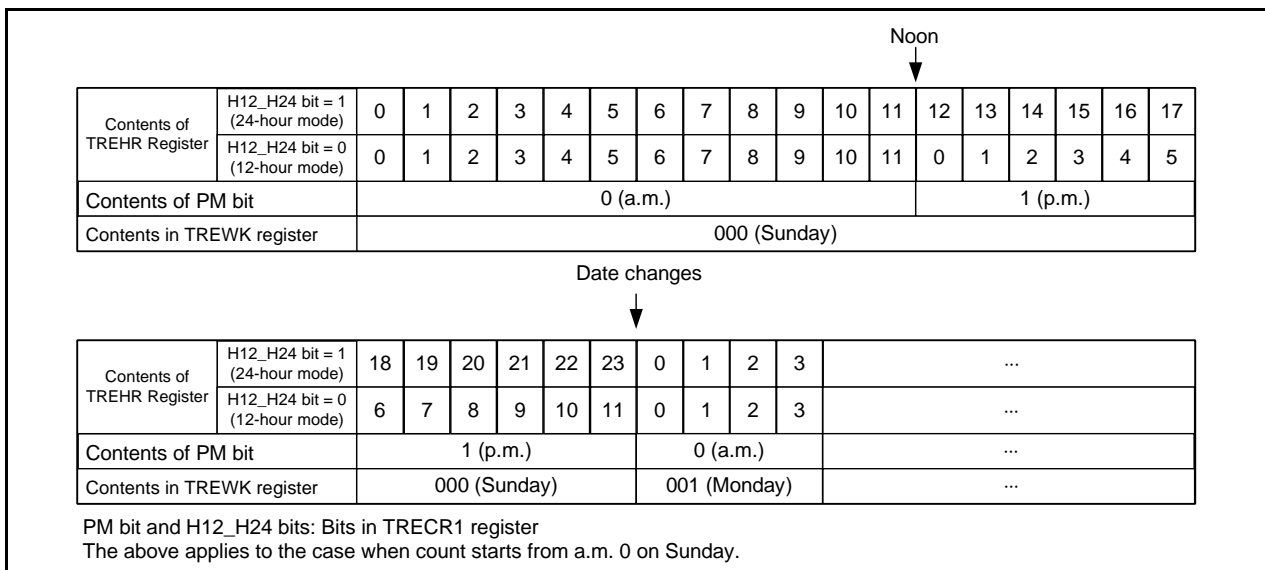 Noon
Contents of TREHR Register
H12_H24 bit = 1 (24-hour mode) 0 1 2 3 4 5 6 7 8 9 10 11 12 13 14 15 16 17
H12_H24 bit = 0 (12-hour mode) 0 1 2 3 4 5 6 7 8 9 10 11 0 1 2 3 4 5
Contents of PM bit 0 (a.m.) 1 (p.m.)
Contents in TREWK register 000 (Sunday)
Date changes
Contents of TREHR Register
H12_H24 bit = 1 (24-hour mode) 18 19 20 21 22 23 0 1 2 3 ...
H12_H24 bit = 0 (12-hour mode) 6 7 8 9 10 11 0 1 2 3 ...
Contents of PM bit 1 (p.m.) 0 (a.m.) ...
Contents in TREWK register 000 (Sunday) 001 (Monday) ...
PM bit and H12_H24 bits: Bits in TRECR1 register
The above applies to the case when count starts from a.m. 0 on Sunday.